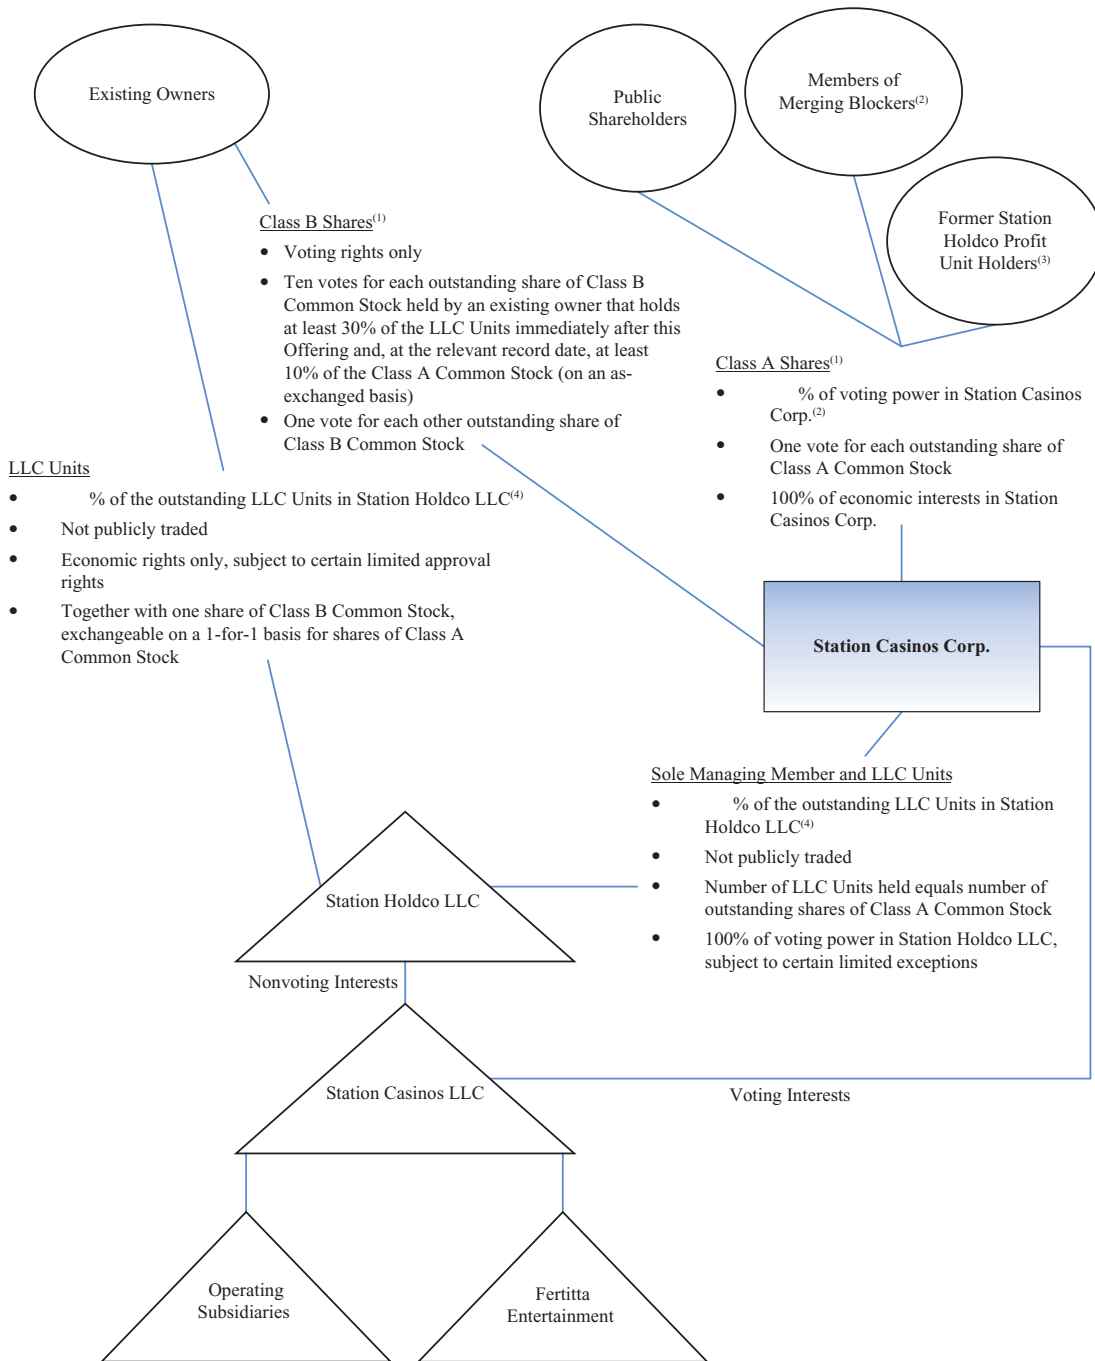 Existing Owners
Public
Shareholders
Members of
Merging Blockers(2)
Former Station
Holdco Profit
Unit Holders(3)
Class B Shares(1)
• Voting rights only
• Ten votes for each outstanding share of Class B
Common Stock held by an existing owner that holds
at least 30% of the LLC Units immediately after this
Offering and, at the relevant record date, at least
10% of the Class A Common Stock (on an as-
exchanged basis)
• One vote for each other outstanding share of
Class B Common Stock
Class A Shares(1)
• % of voting power in Station Casinos
Corp.(2)
• One vote for each outstanding share of
Class A Common Stock
• 100% of economic interests in Station
Casinos Corp.
LLC Units
• % of the outstanding LLC Units in Station Holdco LLC(4)
• Not publicly traded
• Economic rights only, subject to certain limited approval
rights
• Together with one share of Class B Common Stock,
exchangeable on a 1-for-1 basis for shares of Class A
Common Stock
Station Casinos Corp.
Sole Managing Member and LLC Units
• % of the outstanding LLC Units in Station
Holdco LLC(4)
• Not publicly traded
• Number of LLC Units held equals number of
outstanding shares of Class A Common Stock
• 100% of voting power in Station Holdco LLC,
subject to certain limited exceptions
Station Holdco LLC
Nonvoting Interests
Station Casinos LLC
Voting Interests
Operating
Subsidiaries
Fertitta
Entertainment